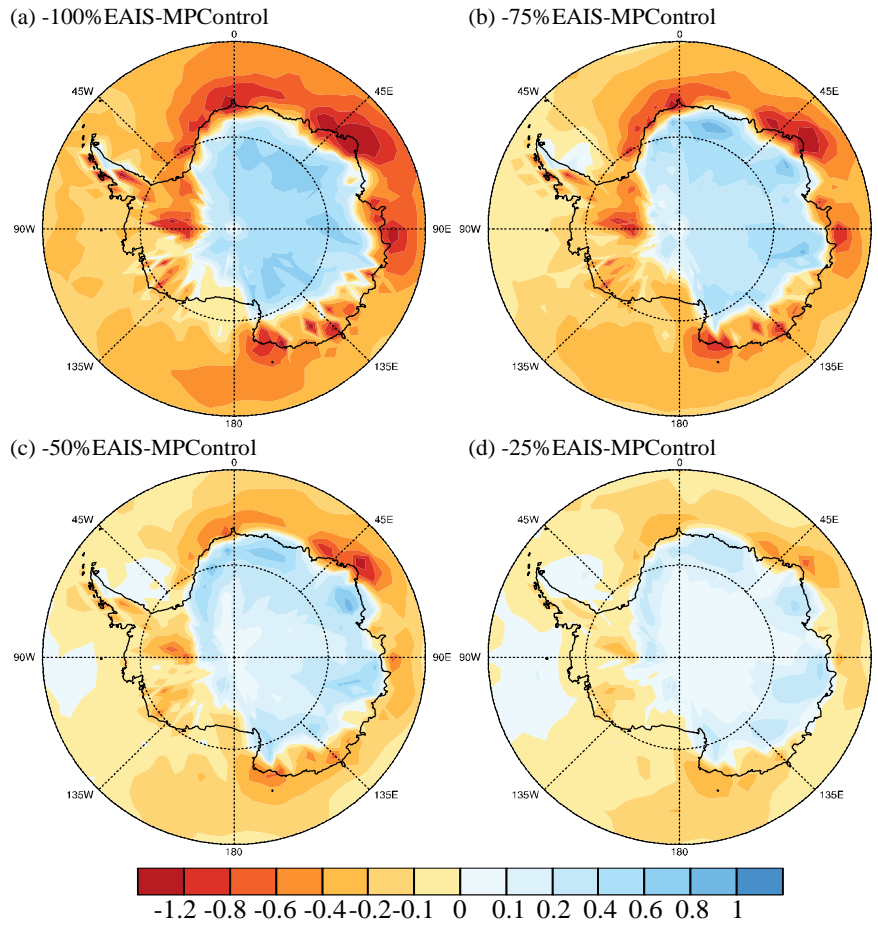 (a) -100%EAIS-MPControl
(b) -75%EAIS-MPControl
0
0
45W
45E
45W
45E
90W
90E
90W
90E
135W
135E
135W
135E
180
180
(c) -50%EAIS-MPControl
(d) -25%EAIS-MPControl
0
0
45W
45E
45W
45E
90W
90E
90W
90E
135W
135E
135W
135E
180
180
-1.2 -0.8 -0.6 -0.4 -0.2 -0.1 0 0.1 0.2 0.4 0.6 0.8 1